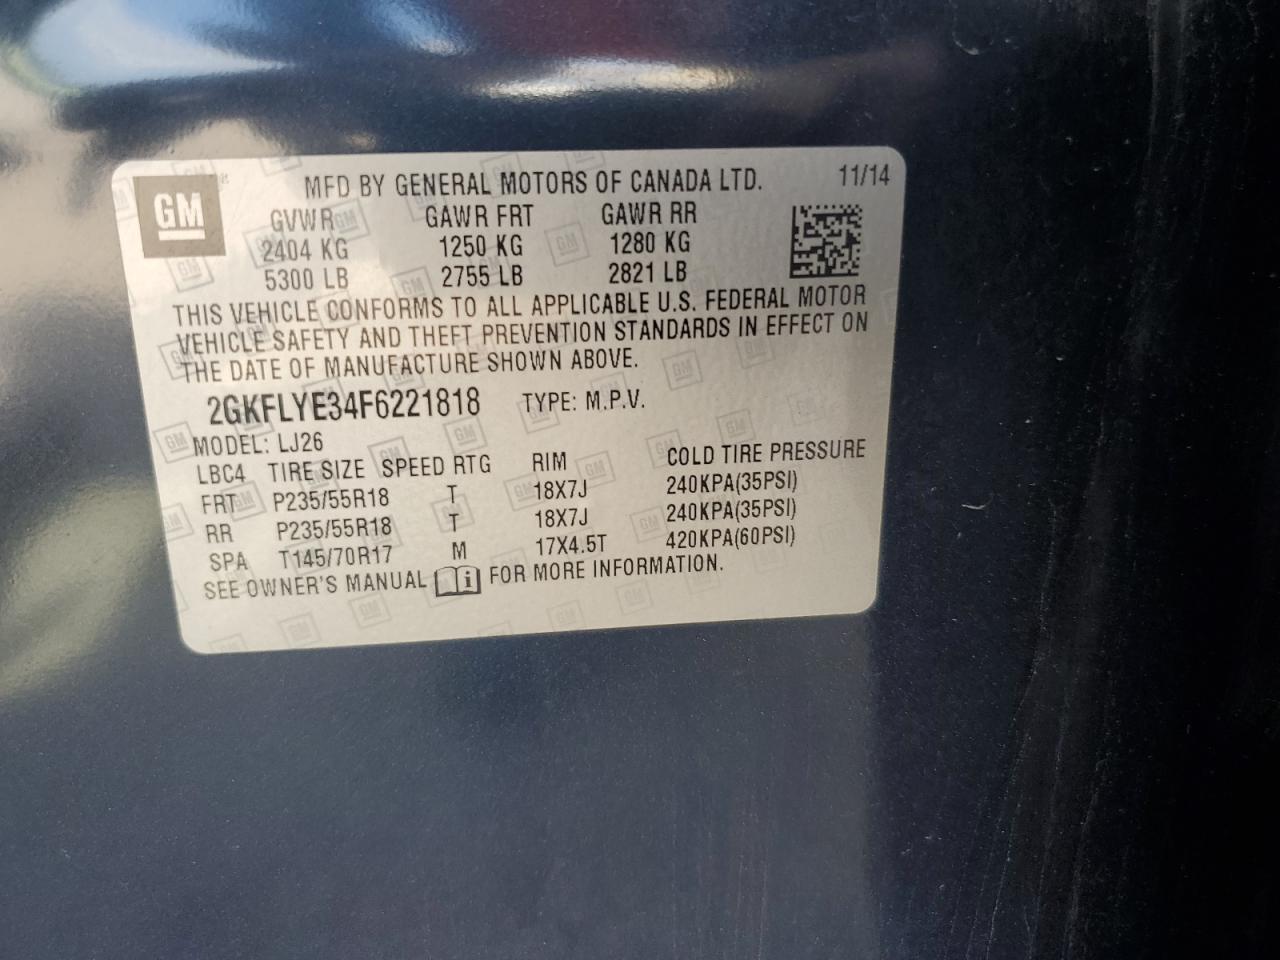 GM
MFD BY GENERAL MOTORS OF CANADA LTD. 11/14
GVWR GAWR FRT GAWR RR
2404 KG 1250 KG 1280 KG
5300 LB 2755 LB 2821 LB
THIS VEHICLE CONFORMS TO ALL APPLICABLE U.S. FEDERAL MOTOR
VEHICLE SAFETY AND THEFT PREVENTION STANDARDS IN EFFECT ON
THE DATE OF MANUFACTURE SHOWN ABOVE.
2GKFLYE34F6221818 TYPE: M.P.V.
MODEL: LJ26
LBC4 TIRE SIZE SPEED RTG RIM COLD TIRE PRESSURE
FRT P235/55R18 T 18X7J 240KPA(35PSI)
RR P235/55R18 T 18X7J 240KPA(35PSI)
SPA T145/70R17 M 17X4.5T 420KPA(60PSI)
SEE OWNER'S MANUAL i FOR MORE INFORMATION.